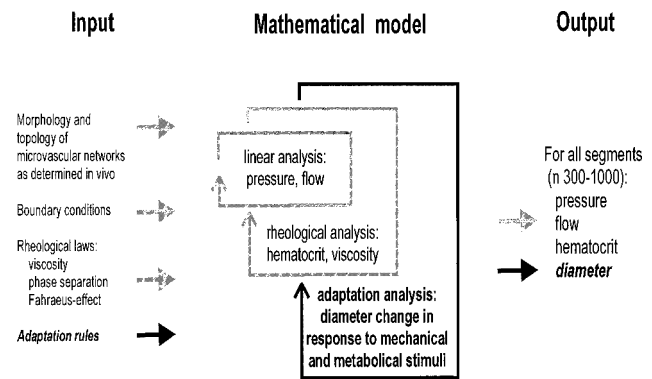 Input
Mathematical model
Output
Morphology and
topology of
microvascular networks
as determined in vivo
Boundary conditions
Rheological laws:
viscosity
phase separation
Fahraeus-effect
Adaptation rules
linear analysis:
pressure, flow
rheological analysis:
hematocrit, viscosity
adaptation analysis:
diameter change in
response to mechanical
and metabolical stimuli
For all segments
(n 300-1000):
pressure
flow
hematocrit
diameter